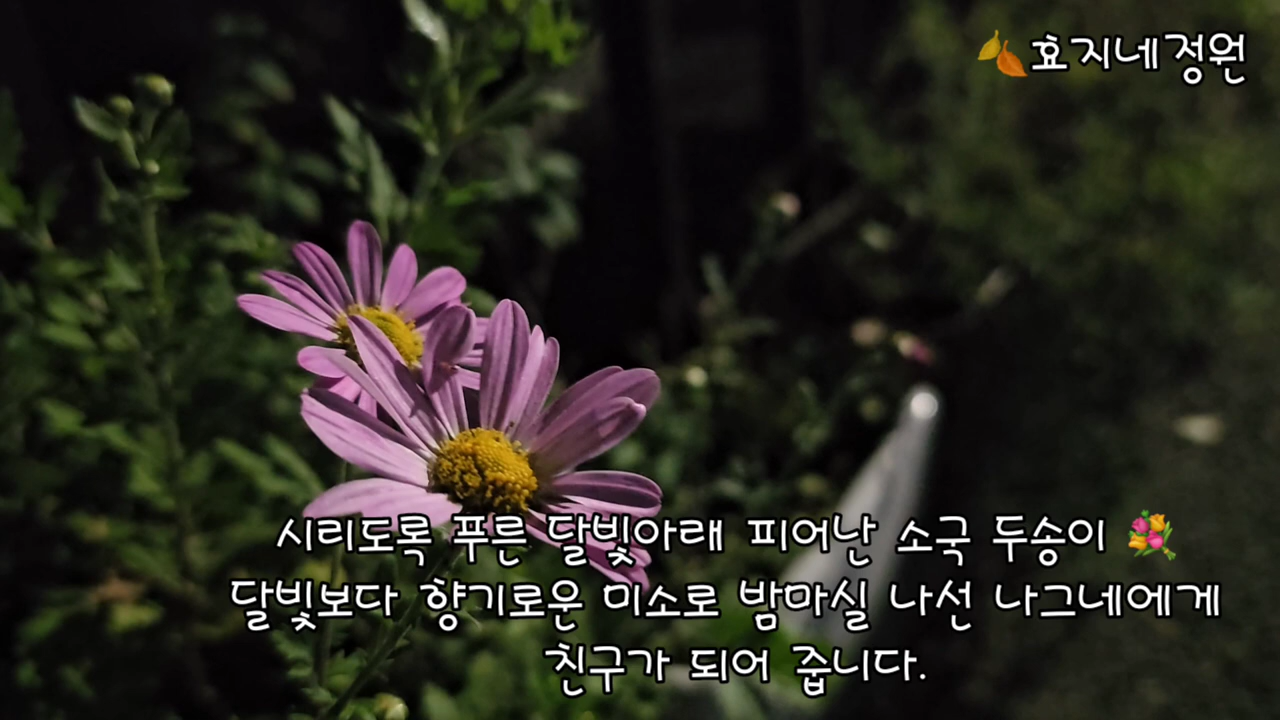 🍂효지네정원
시리도록 푸른 달빛아래 피어난 소국 두송이 💐
달빛보다 향기로운 미소로 밤마실 나선 나그네에게
친구가 되어 줍니다.